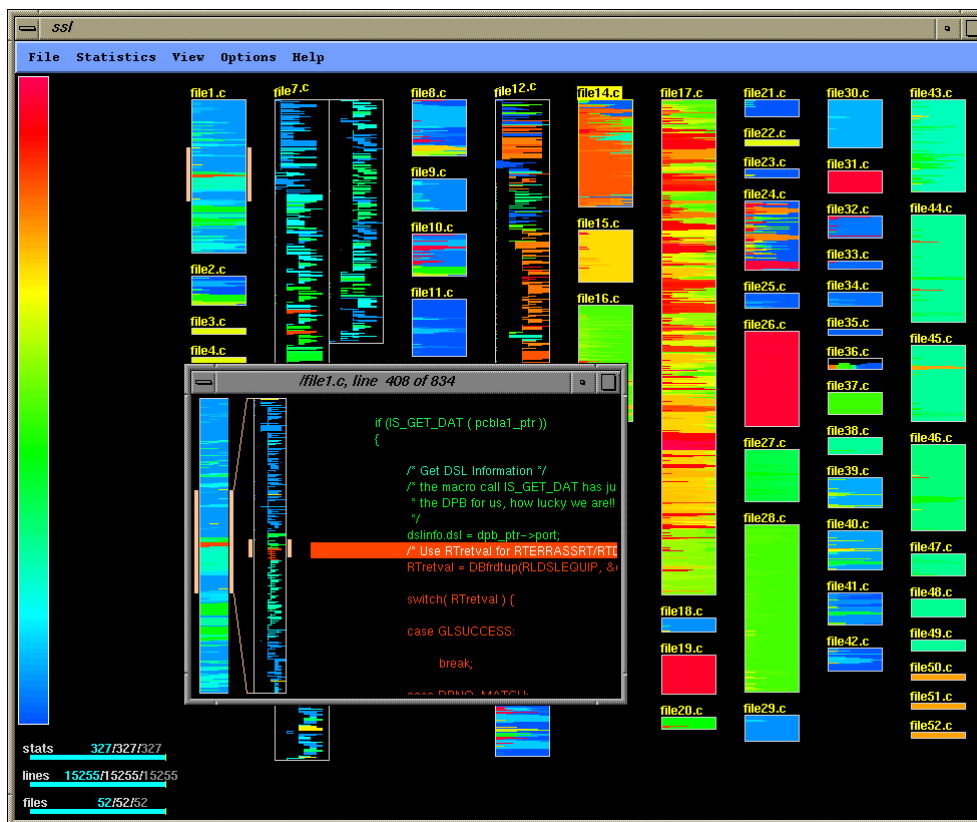 ssl
File Statistics View Options Help
file1.c
file2.c
file3.c
file4.c
file7.c
file8.c
file9.c
file10.c
file11.c
file12.c
file14.c
file15.c
file16.c
file17.c
file18.c
file19.c
file20.c
file21.c
file22.c
file23.c
file24.c
file25.c
file26.c
file27.c
file28.c
file29.c
file30.c
file31.c
file32.c
file33.c
file34.c
file35.c
file36.c
file37.c
file38.c
file39.c
file40.c
file41.c
file42.c
file43.c
file44.c
file45.c
file46.c
file47.c
file48.c
file49.c
file50.c
file51.c
file52.c
/file1.c, line 408 of 834
if (IS_GET_DAT ( pcbla1_ptr ))
{
/* Get DSL Information */
/* the macro call IS_GET_DAT has ju
* the DPB for us, how lucky we are!!
*/
dslinfo.dsl = dpb_ptr->port;
/* Use RTretval for RTERRASSRT/RTD
RTretval = DBfrdtup(RLDSLEQUIP, &
switch( RTretval ) {
case GLSUCCESS:
break;
case DBNO_MATCH:
stats 327/327/327
lines 15255/15255/15255
files 52/52/52